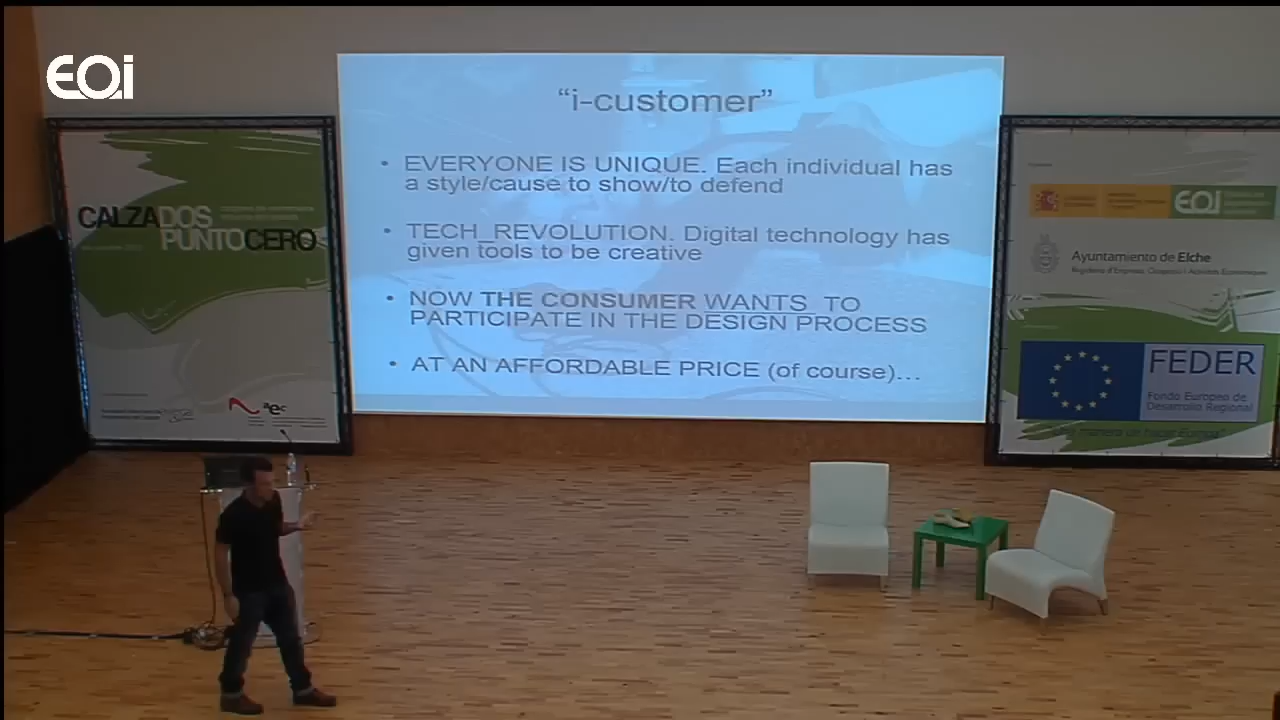 EOi
"i-customer"
• EVERYONE IS UNIQUE. Each individual has
a style/cause to show/to defend
• TECH_REVOLUTION. Digital technology has
given tools to be creative
• NOW THE CONSUMER WANTS TO
PARTICIPATE IN THE DESIGN PROCESS
• AT AN AFFORDABLE PRICE (of course)…
CALZADOS
PUNTOCERO
EOI
Ayuntamiento de Elche
FEDER
Fondo Europeo de
Desarrollo Regional